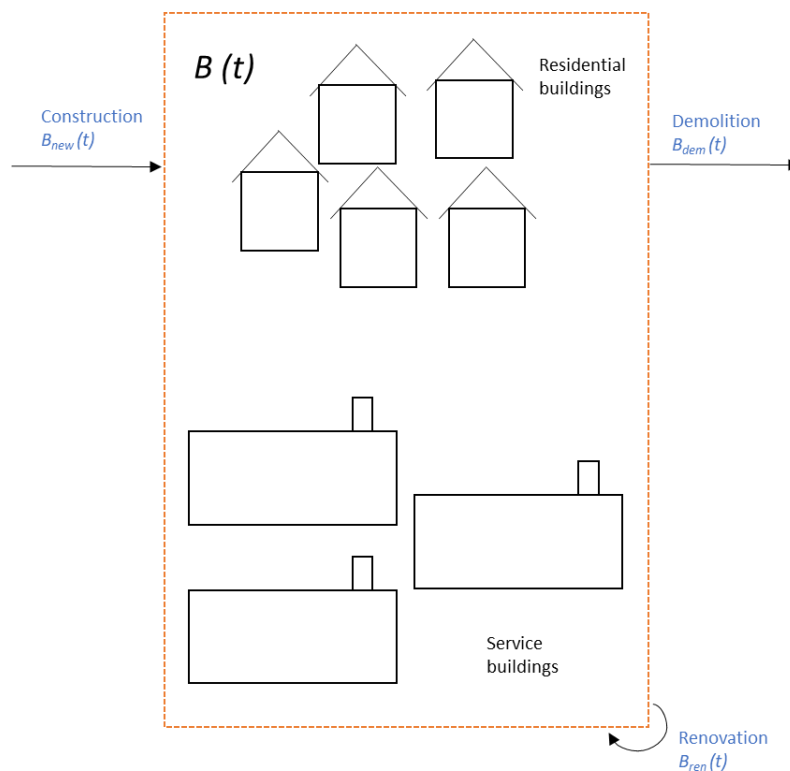 B (t)
Residential
buildings
Construction
Bnew(t)
Demolition
Bdem(t)
Service
buildings
Renovation
Bren(t)